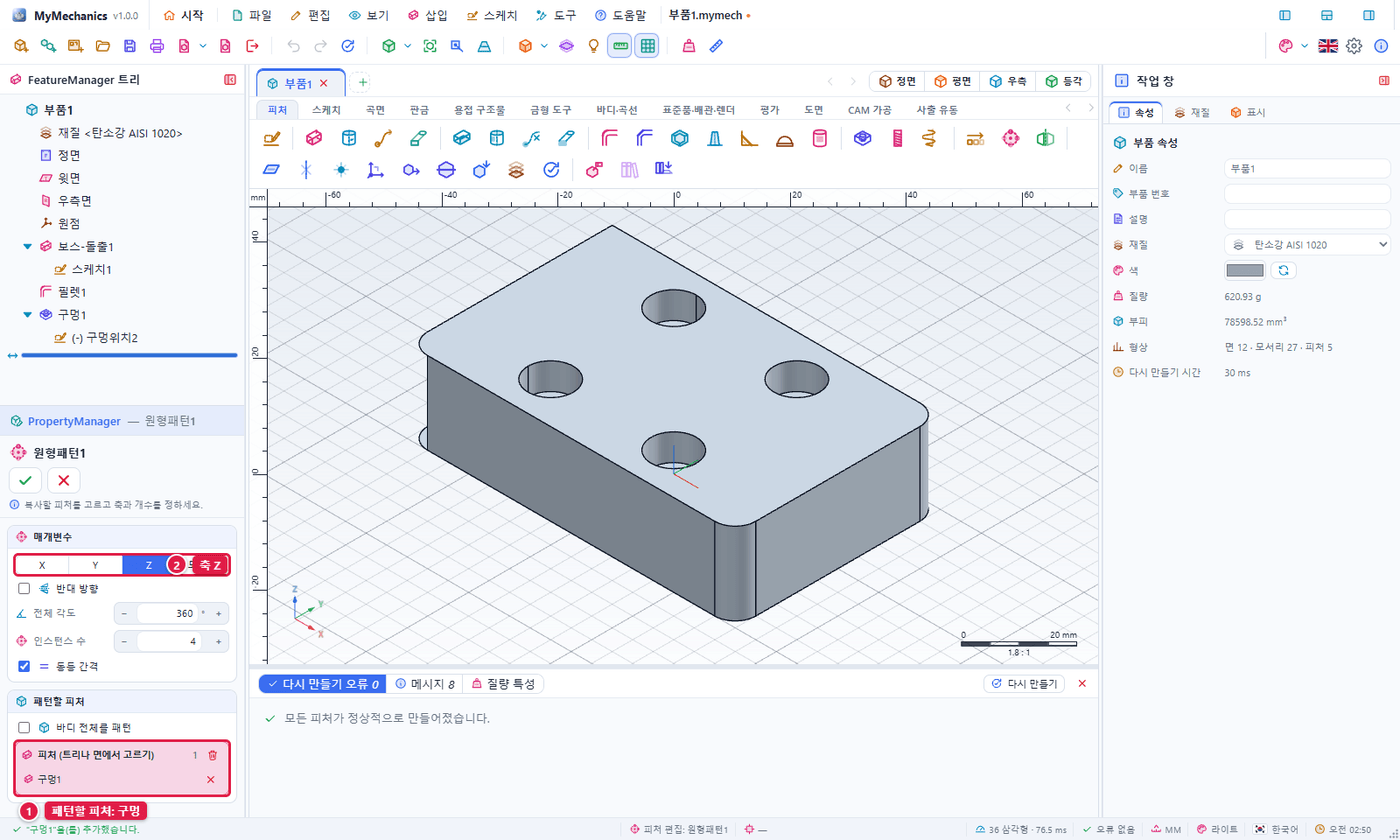 MyMechanics v1.0.0
시작 파일 편집 보기 삽입 스케치 도구 도움말 부품1.mymech
FeatureManager 트리
부품1
재질 <탄소강 AISI 1020>
정면
윗면
우측면
원점
보스-돌출1
스케치1
필렛1
구멍1
(-) 구멍위치2
PropertyManager — 원형패턴1
원형패턴1
복사할 피처를 고르고 축과 개수를 정하세요.
매개변수
X Y Z 2 축 Z
반대 방향
전체 각도 − 360 ° +
인스턴스 수 − 4 +
동등 간격
패턴할 피처
바디 전체를 패턴
피처 (트리나 면에서 고르기) 1
구멍1
1 패턴할 피처: 구멍
부품1
정면 평면 우측 등각
피처 스케치 곡면 판금 용접 구조물 금형 도구 바디·곡선 표준품·배관·렌더 평가 도면 CAM 가공 사출 유동
mm -60 -40 -20 0 20 40 60
40
20
0
-20
Z
Y
X
0 20 mm
1.8 : 1
다시 만들기 오류 0 메시지 8 질량 특성 다시 만들기
모든 피처가 정상적으로 만들어졌습니다.
작업 창
속성 재질 표시
부품 속성
이름 부품1
부품 번호
설명
재질 탄소강 AISI 1020
색
질량 620.93 g
부피 78598.52 mm³
형상 면 12 · 모서리 27 · 피처 5
다시 만들기 시간 30 ms
"구멍1"을(를) 추가했습니다.
피처 편집: 원형패턴1 —
36 삼각형 · 76.5 ms 오류 없음 MM 라이트 한국어 오전 02:50